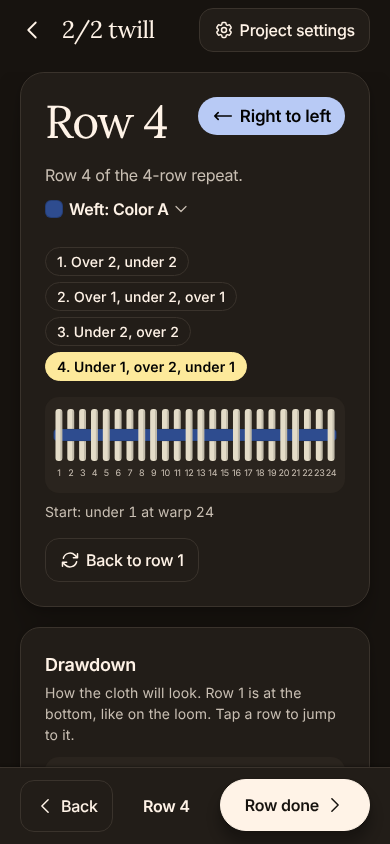 2/2 twill
Project settings
Row 4
Right to left
Row 4 of the 4-row repeat.
Weft: Color A
1. Over 2, under 2
2. Over 1, under 2, over 1
3. Under 2, over 2
4. Under 1, over 2, under 1
1 2 3 4 5 6 7 8 9 10 11 12 13 14 15 16 17 18 19 20 21 22 23 24
Start: under 1 at warp 24
Back to row 1
Drawdown
How the cloth will look. Row 1 is at the
bottom, like on the loom. Tap a row to jump
to it.
Back
Row 4
Row done